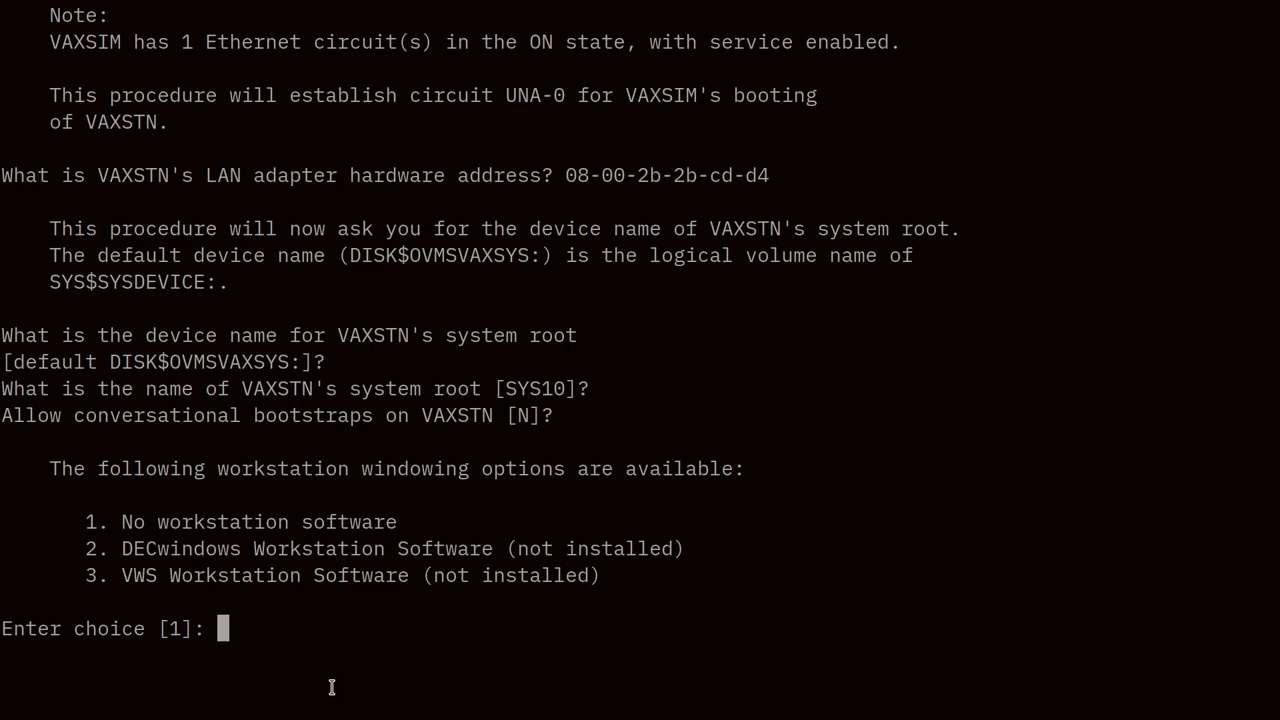 Note:
VAXSIM has 1 Ethernet circuit(s) in the ON state, with service enabled.
This procedure will establish circuit UNA-0 for VAXSIM's booting
of VAXSTN.
What is VAXSTN's LAN adapter hardware address? 08-00-2b-2b-cd-d4
This procedure will now ask you for the device name of VAXSTN's system root.
The default device name (DISK$OVMSVAXSYS:) is the logical volume name of
SYS$SYSDEVICE:.
What is the device name for VAXSTN's system root
[default DISK$OVMSVAXSYS:]?
What is the name of VAXSTN's system root [SYS10]?
Allow conversational bootstraps on VAXSTN [N]?
The following workstation windowing options are available:
1. No workstation software
2. DECwindows Workstation Software (not installed)
3. VWS Workstation Software (not installed)
Enter choice [1]: